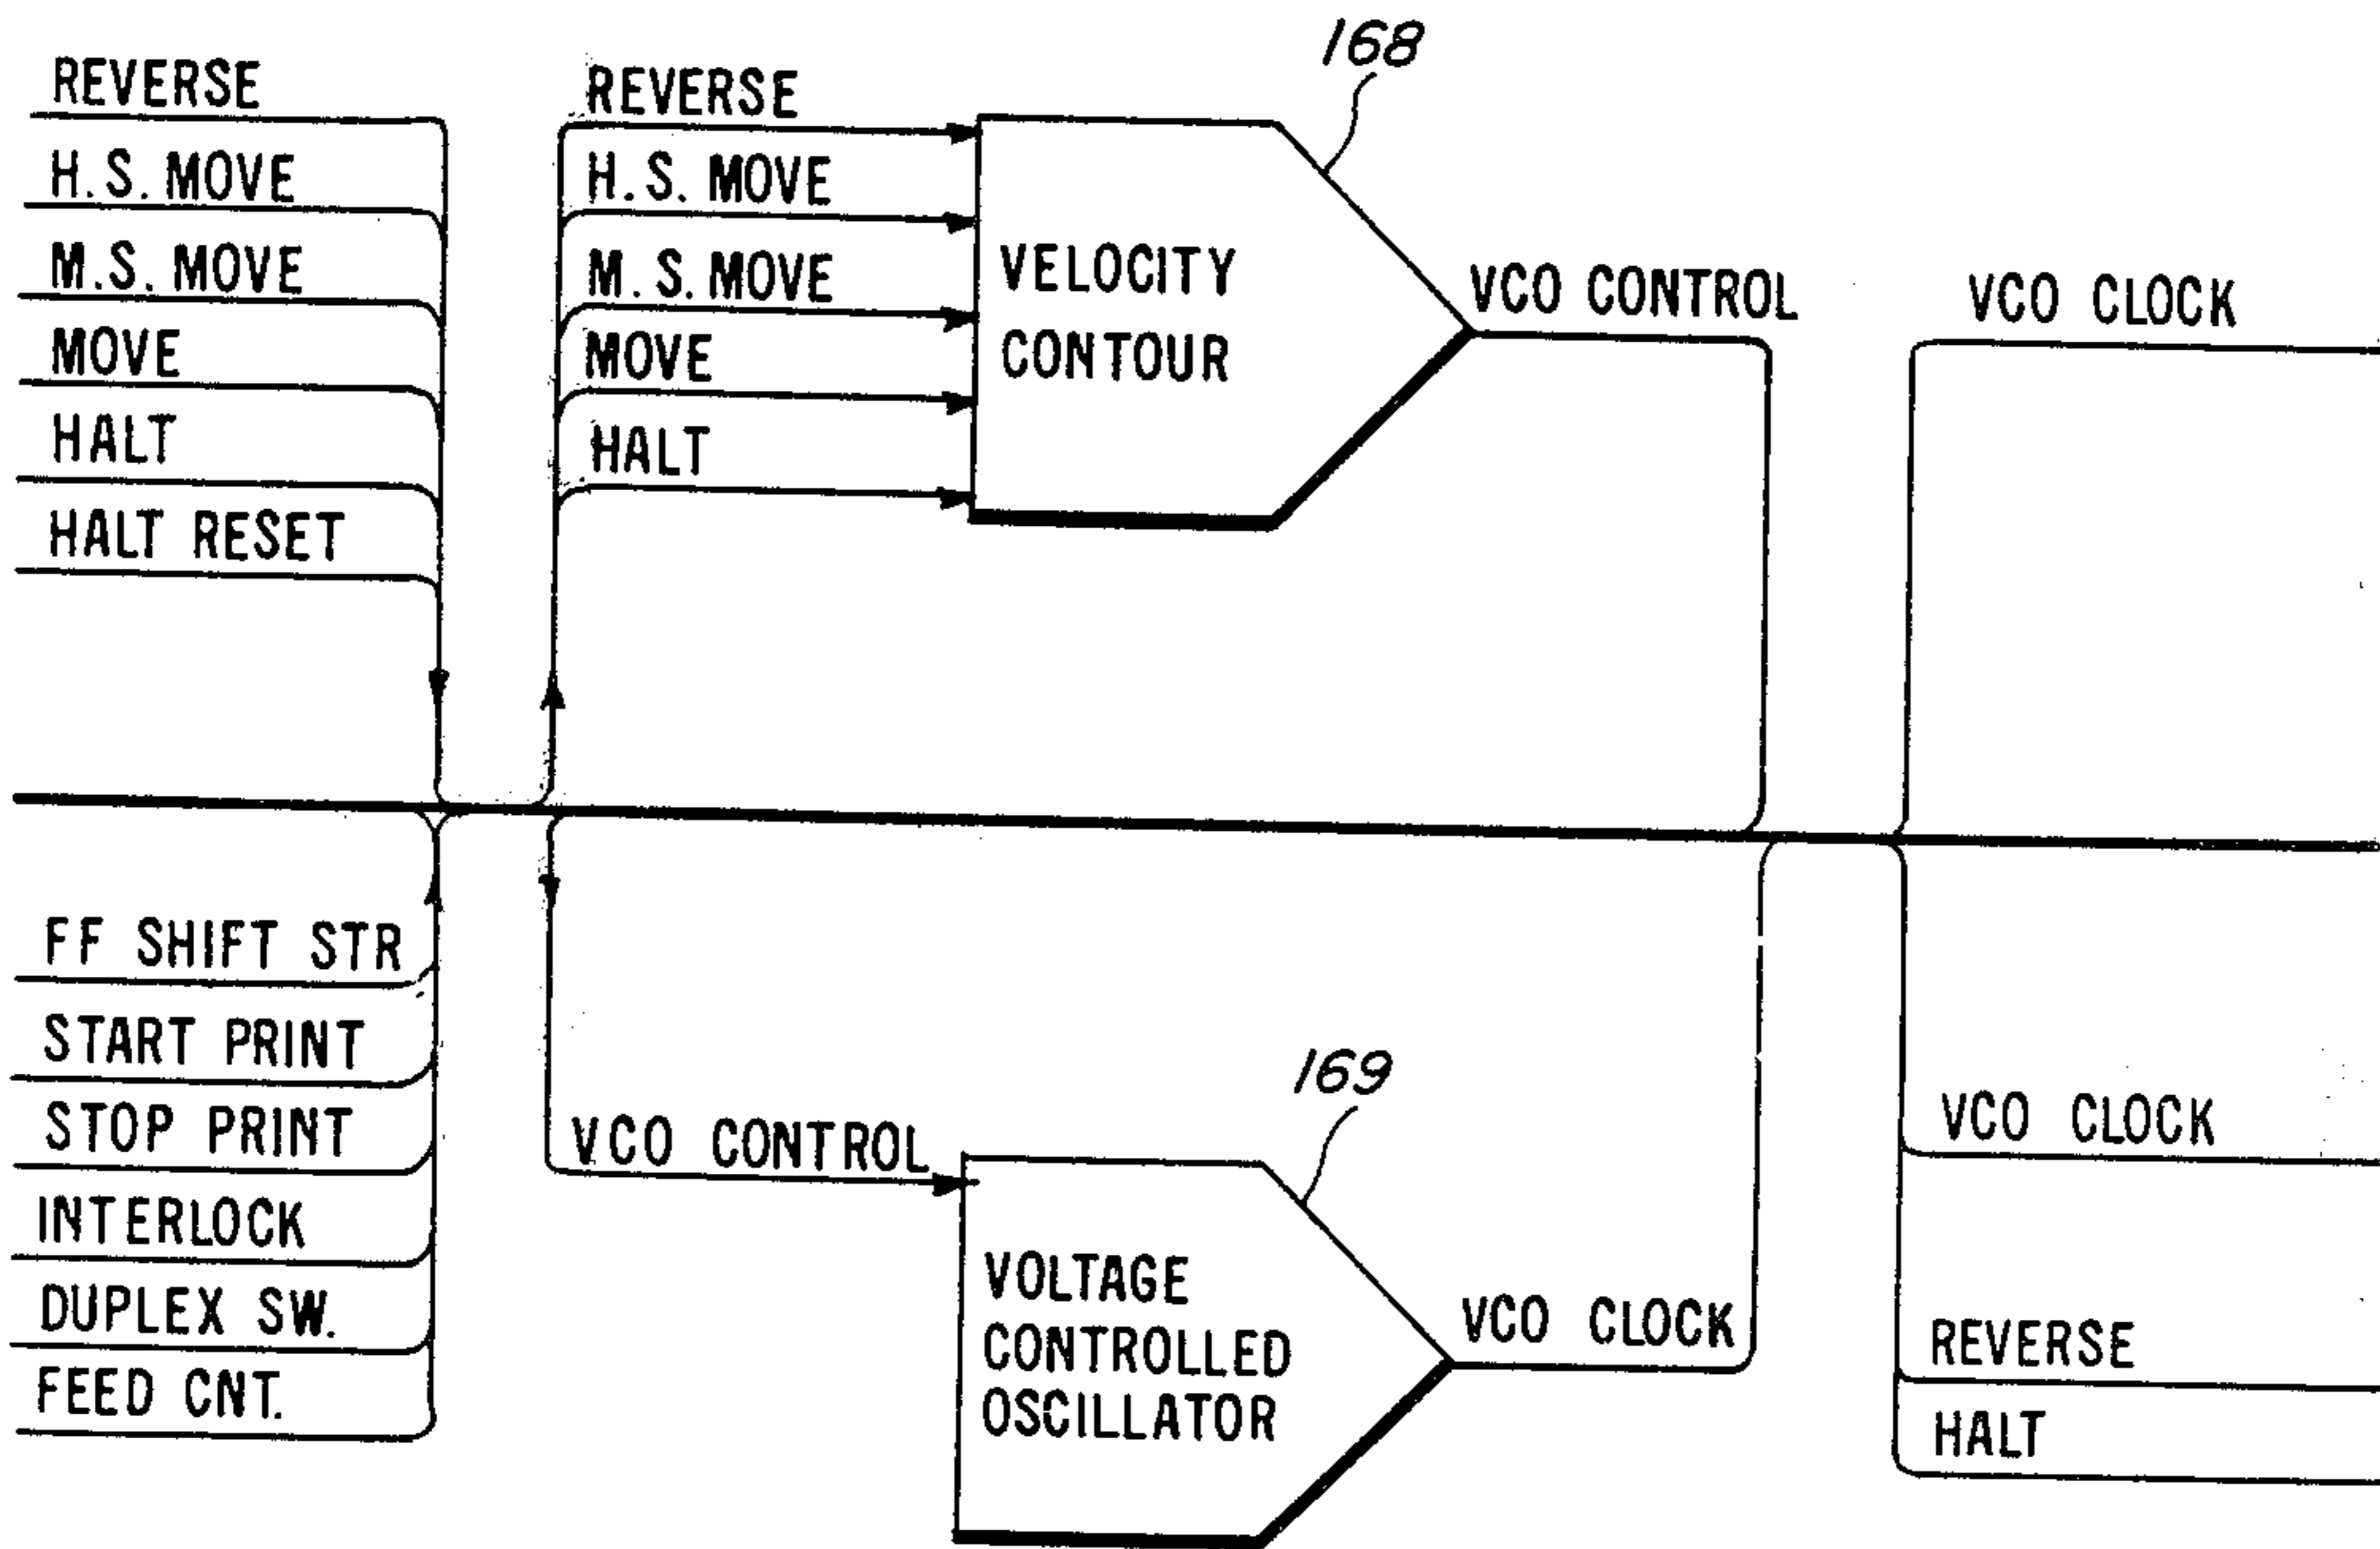 168
REVERSE
H.S. MOVE
M.S. MOVE
MOVE
HALT
HALT RESET
REVERSE
H.S. MOVE
M.S. MOVE
MOVE
HALT
VELOCITY
CONTOUR
VCO CONTROL
VCO CLOCK
FF SHIFT STR
START PRINT
STOP PRINT
INTERLOCK
DUPLEX SW.
FEED CNT.
VCO CONTROL
169
VOLTAGE
CONTROLLED
OSCILLATOR
VCO CLOCK
VCO CLOCK
REVERSE
HALT